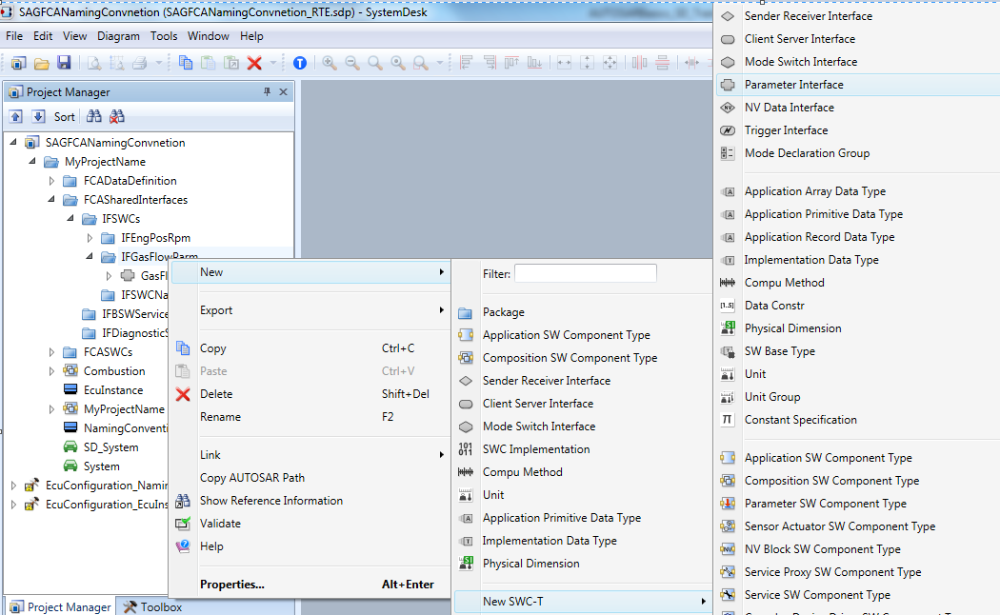 SAGFCANamingConvnetion (SAGFCANamingConvnetion_RTE.sdp) - SystemDesk
File Edit View Diagram Tools Window Help
Project Manager
Sort
SAGFCANamingConvnetion
MyProjectName
FCADataDefinition
FCASharedInterfaces
IFSWCs
IFEngPosRpm
IFGasFlowParm
GasFl
IFSWCNa
IFBSWService
IFDiagnosticS
FCASWCs
Combustion
EcuInstance
MyProjectName
NamingConventi
SD_System
System
EcuConfiguration_Namin
EcuConfiguration_EcuIns
Project Manager Toolbox
New
Export
Copy Ctrl+C
Paste Ctrl+V
Delete Shift+Del
Rename F2
Link
Copy AUTOSAR Path
Show Reference Information
Validate
Help
Properties... Alt+Enter
Filter:
Package
Application SW Component Type
Composition SW Component Type
Sender Receiver Interface
Client Server Interface
Mode Switch Interface
SWC Implementation
Compu Method
Unit
Application Primitive Data Type
Implementation Data Type
Physical Dimension
New SWC-T
Sender Receiver Interface
Client Server Interface
Mode Switch Interface
Parameter Interface
NV Data Interface
Trigger Interface
Mode Declaration Group
Application Array Data Type
Application Primitive Data Type
Application Record Data Type
Implementation Data Type
Compu Method
Data Constr
Physical Dimension
SW Base Type
Unit
Unit Group
Constant Specification
Application SW Component Type
Composition SW Component Type
Parameter SW Component Type
Sensor Actuator SW Component Type
NV Block SW Component Type
Service Proxy SW Component Type
Service SW Component Type